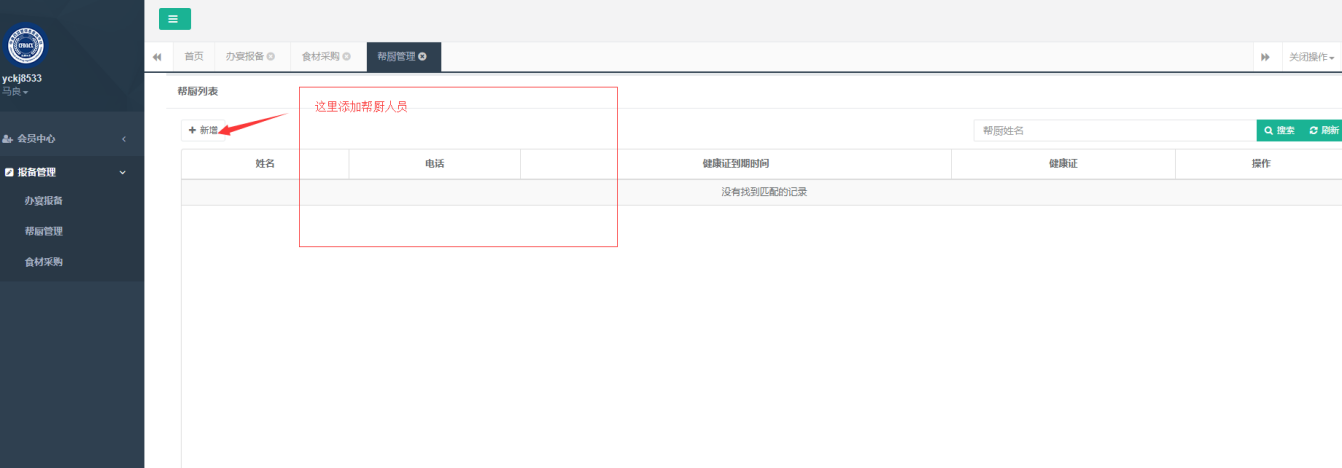 yckj8533
马良
会员中心
报备管理
办宴报备
帮厨管理
食材采购
首页
办宴报备
食材采购
帮厨管理
关闭操作
帮厨列表
这里添加帮厨人员
新增
帮厨姓名
搜索
刷新
姓名
电话
健康证到期时间
健康证
操作
没有找到匹配的记录